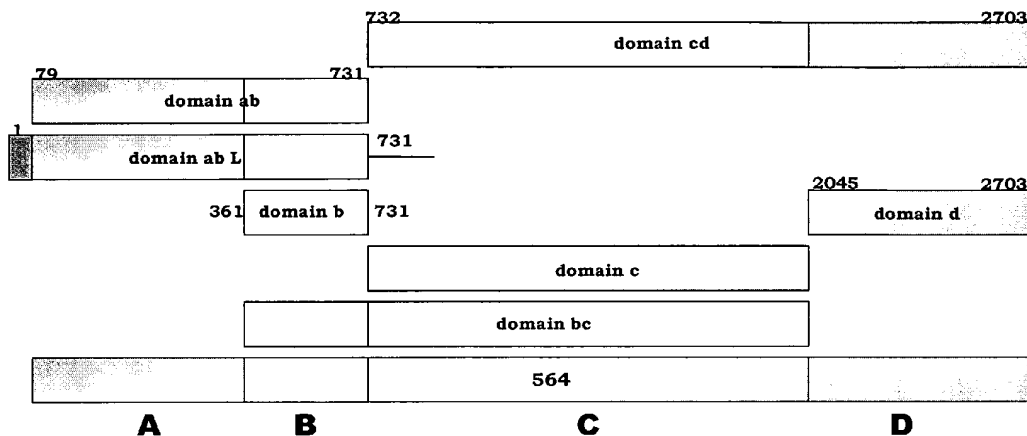 732 2703
domain cd
79 731
domain ab
1
domain ab L 731
361 domain b 731
2045 2703
domain d
domain c
domain bc
564
A B C D